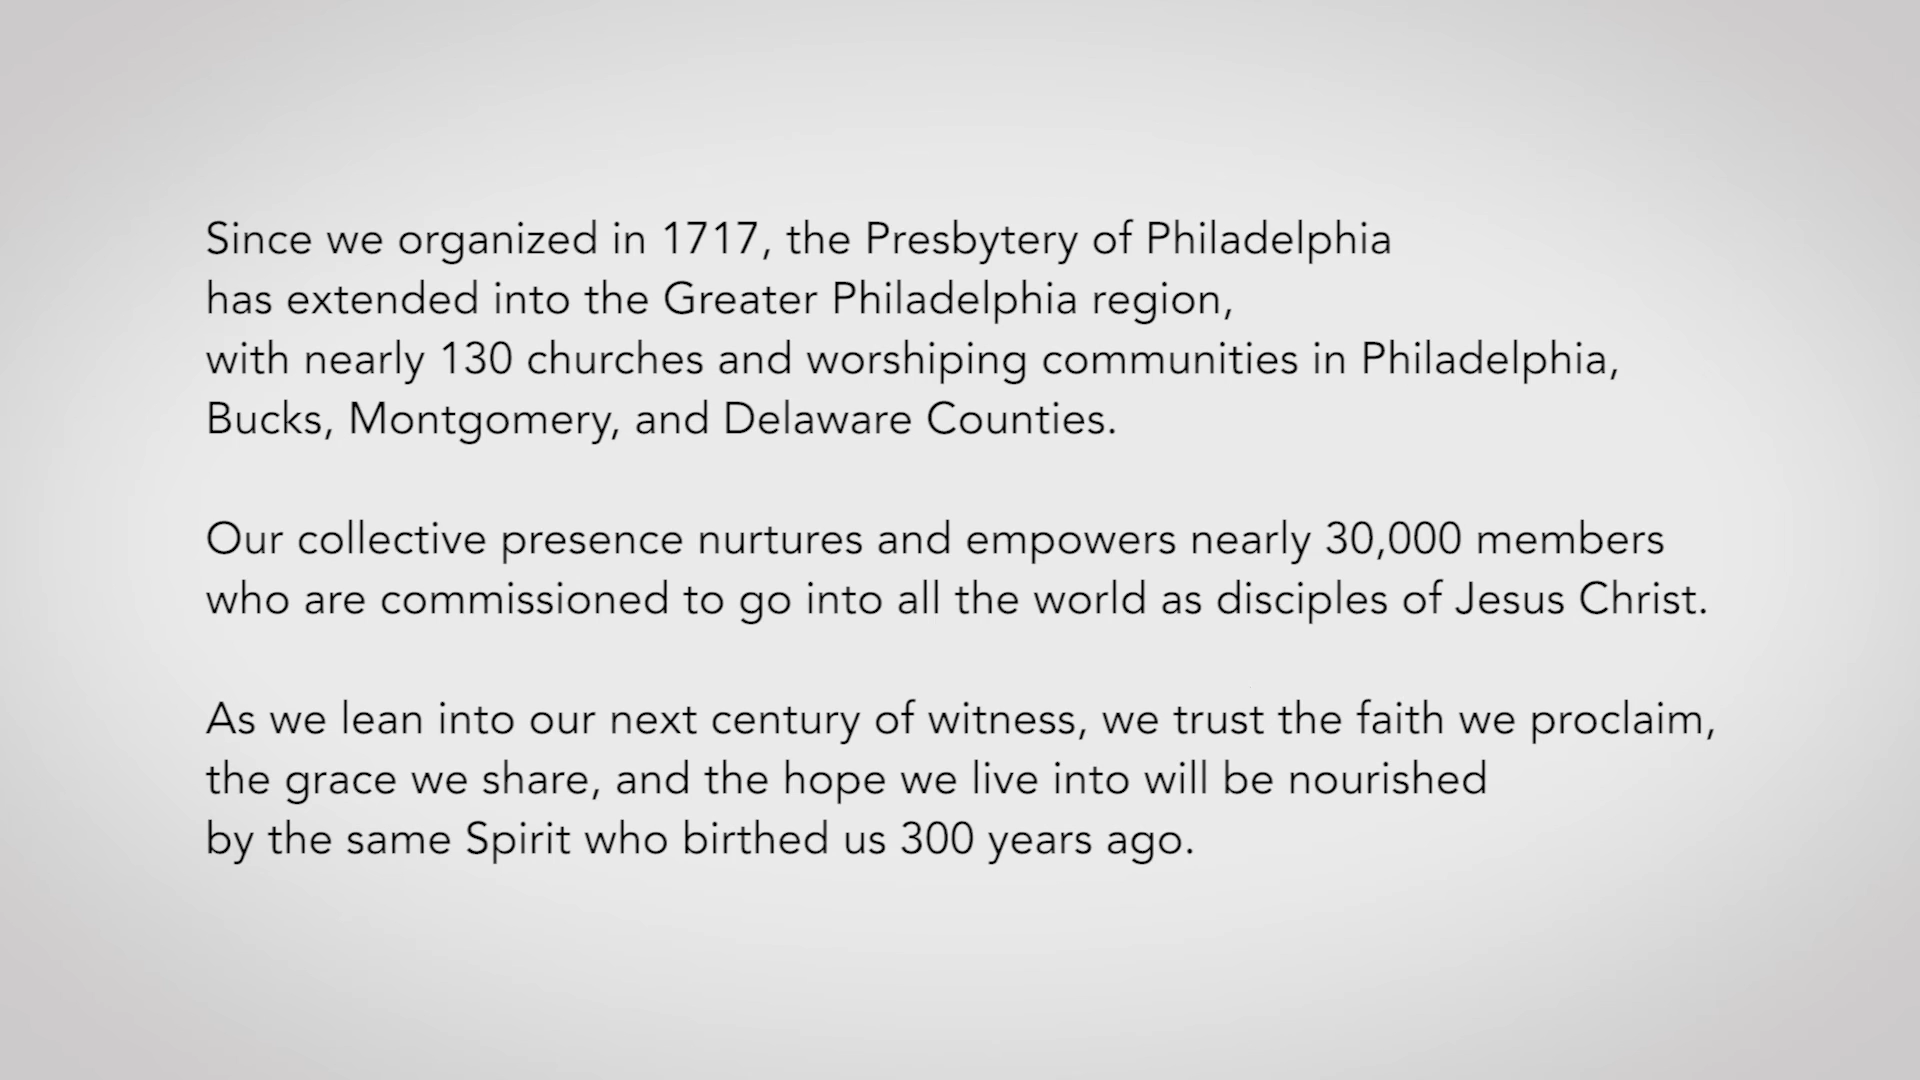 Since we organized in 1717, the Presbytery of Philadelphia
has extended into the Greater Philadelphia region,
with nearly 130 churches and worshiping communities in Philadelphia,
Bucks, Montgomery, and Delaware Counties.
Our collective presence nurtures and empowers nearly 30,000 members
who are commissioned to go into all the world as disciples of Jesus Christ.
As we lean into our next century of witness, we trust the faith we proclaim,
the grace we share, and the hope we live into will be nourished
by the same Spirit who birthed us 300 years ago.